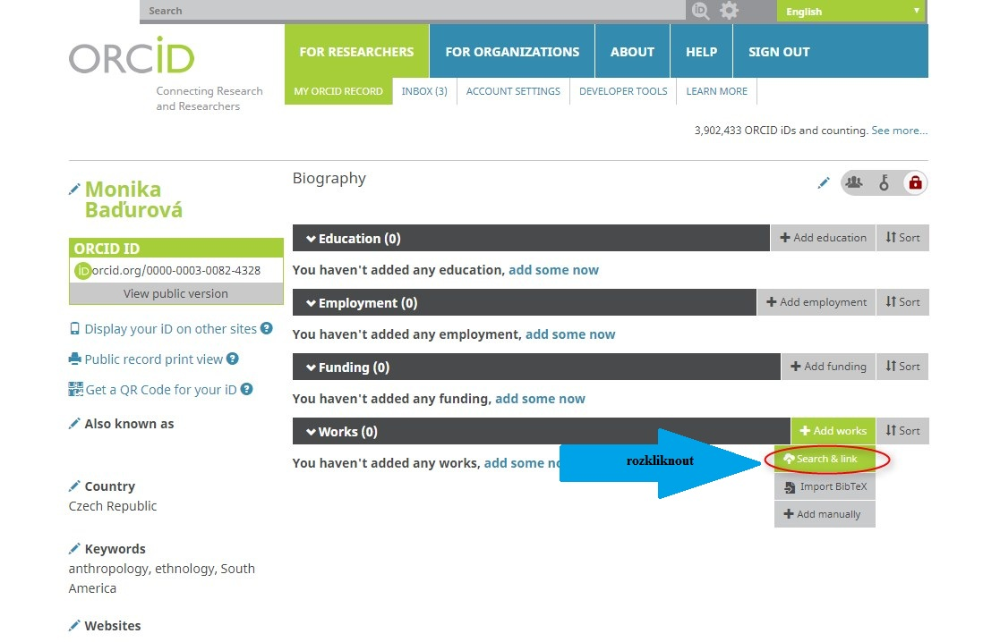 Search
English
ORCID
Connecting Research
and Researchers
FOR RESEARCHERS
FOR ORGANIZATIONS
ABOUT
HELP
SIGN OUT
MY ORCID RECORD
INBOX (3)
ACCOUNT SETTINGS
DEVELOPER TOOLS
LEARN MORE
3,902,433 ORCID iDs and counting. See more...
Monika
Baďurová
ORCID ID
iD orcid.org/0000-0003-0082-4328
View public version
Display your iD on other sites ?
Public record print view ?
Get a QR Code for your iD ?
Also known as
Country
Czech Republic
Keywords
anthropology, ethnology, South
America
Websites
Biography
Education (0)
Add education
Sort
You haven't added any education, add some now
Employment (0)
Add employment
Sort
You haven't added any employment, add some now
Funding (0)
Add funding
Sort
You haven't added any funding, add some now
Works (0)
Add works
Sort
You haven't added any works, add some no
rozkliknout
Search & link
Import BibTeX
Add manually